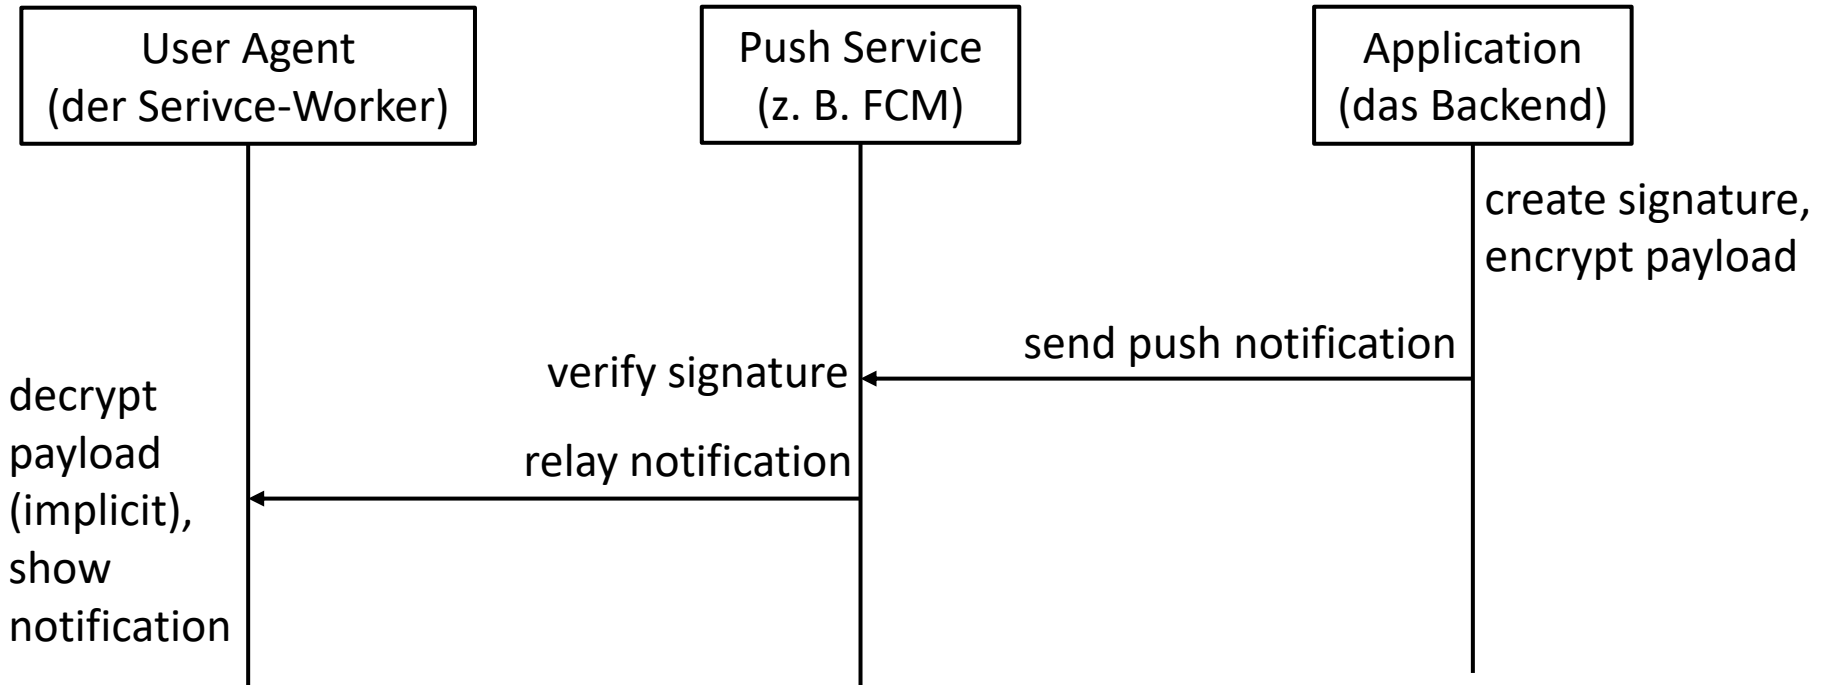 User Agent
(der Serivce-Worker)
Push Service
(z. B. FCM)
Application
(das Backend)
create signature,
encrypt payload
send push notification
verify signature
relay notification
decrypt
payload
(implicit),
show
notification